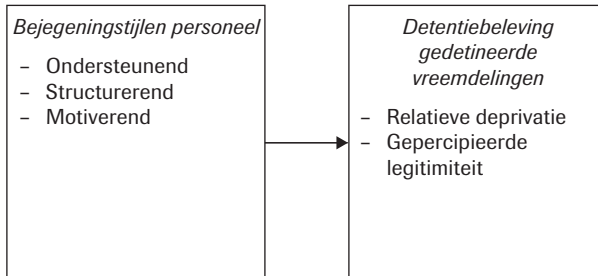 Bejegeningstijlen personeel
– Ondersteunend
– Structurerend
– Motiverend
Detentiebeleving
gedetineerde
vreemdelingen
– Relatieve deprivatie
– Gepercipieerde
legitimiteit